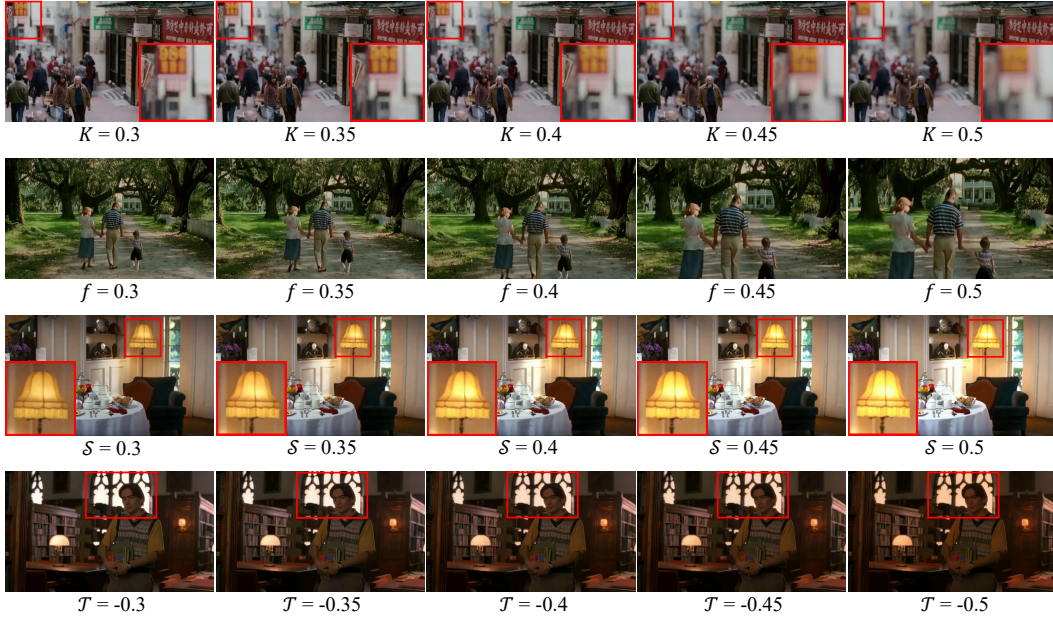 K = 0.3
K = 0.35
K = 0.4
K = 0.45
K = 0.5
f = 0.3
f = 0.35
f = 0.4
f = 0.45
f = 0.5
𝒮 = 0.3
𝒮 = 0.35
𝒮 = 0.4
𝒮 = 0.45
𝒮 = 0.5
𝒯 = -0.3
𝒯 = -0.35
𝒯 = -0.4
𝒯 = -0.45
𝒯 = -0.5